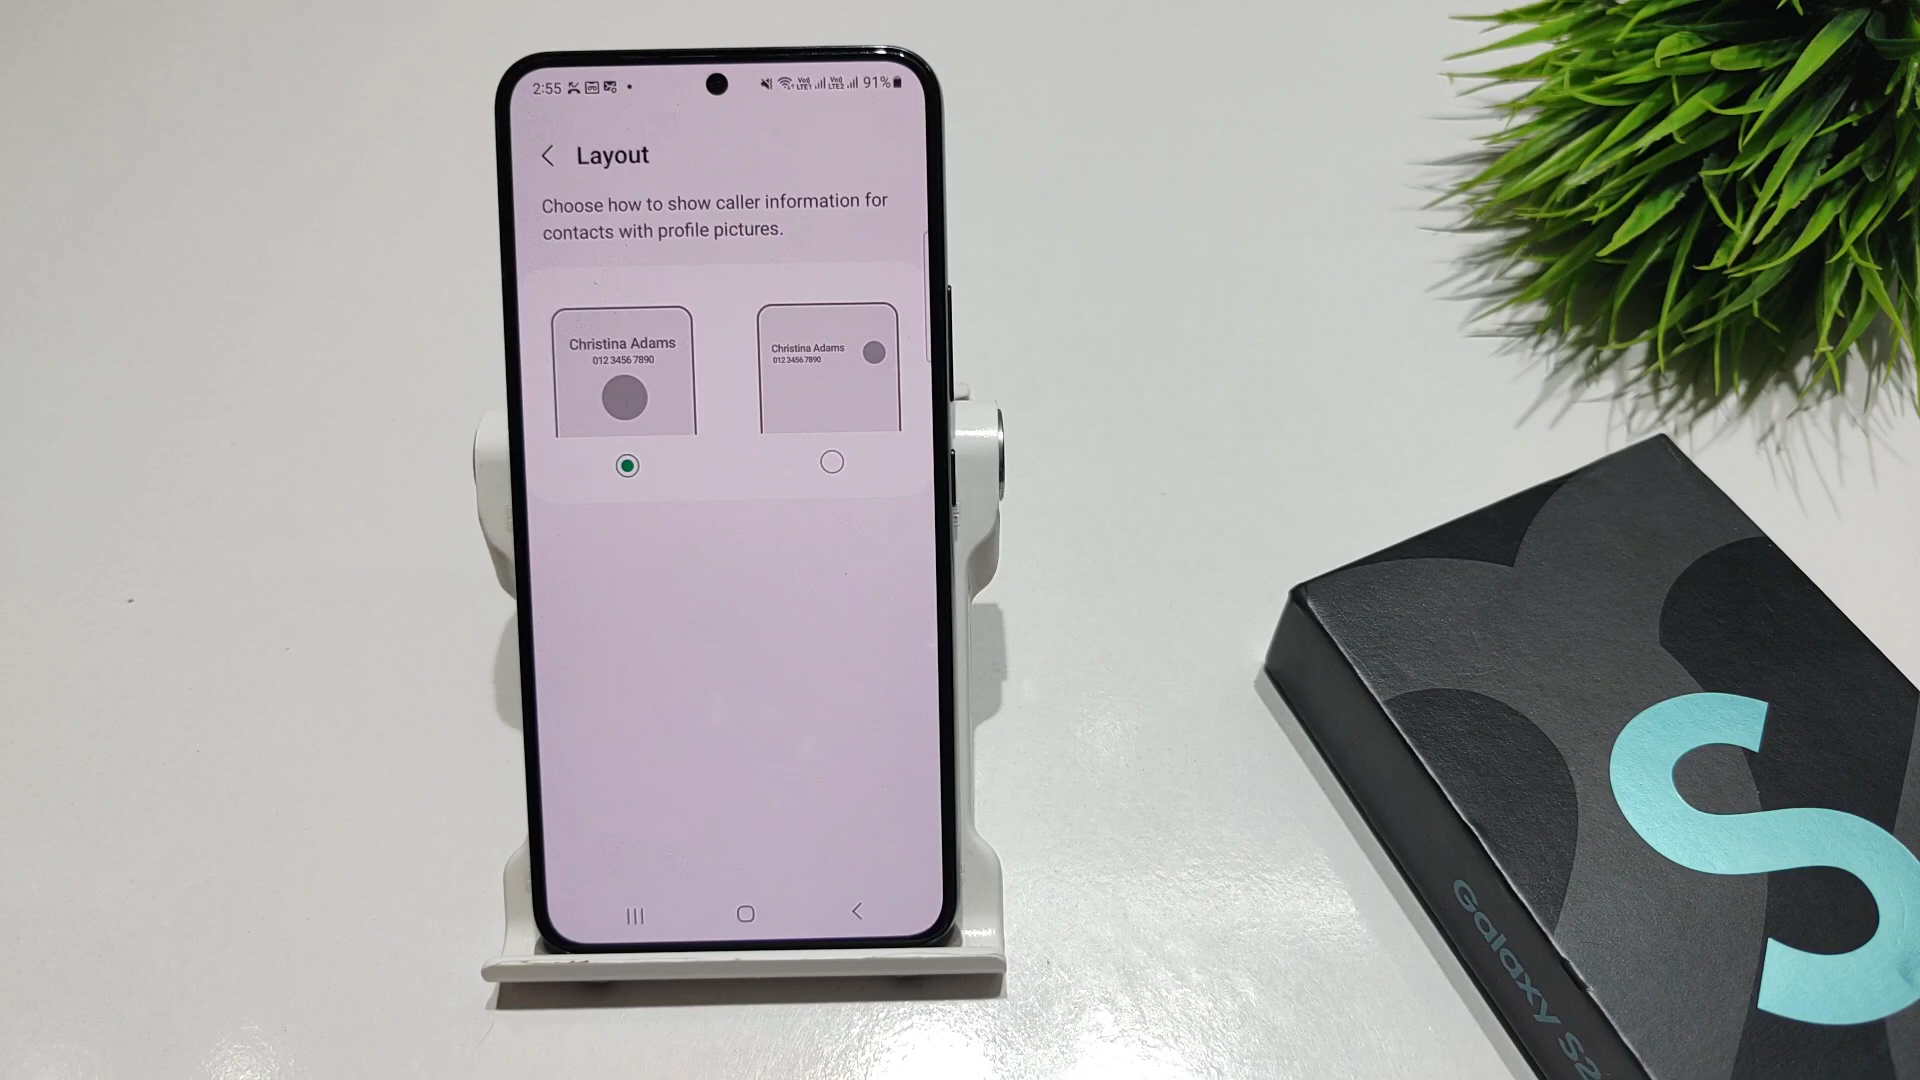 2:55
91%
Layout
Choose how to show caller information for
contacts with profile pictures.
Christina Adams
012 3456 7890
Christina Adams
012 3456 7890
S
Galaxy S2